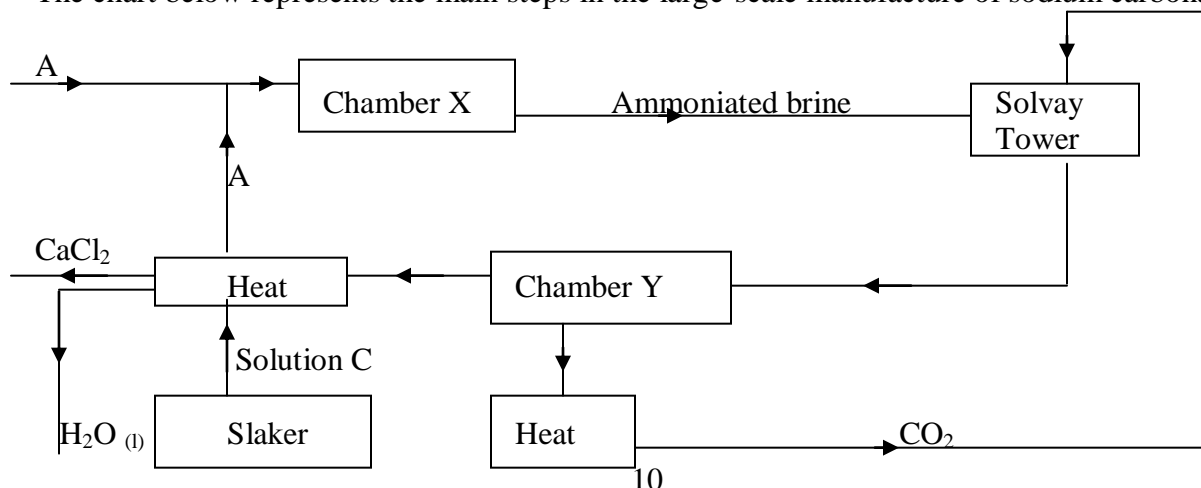 The chart below represents the main steps in the large-scale manufacture of sodium carbon
A
Chamber X
Ammoniated brine
Solvay
Tower
A
CaCl₂
Heat
Chamber Y
Solution C
H₂O (l)
Slaker
Heat
CO₂
10